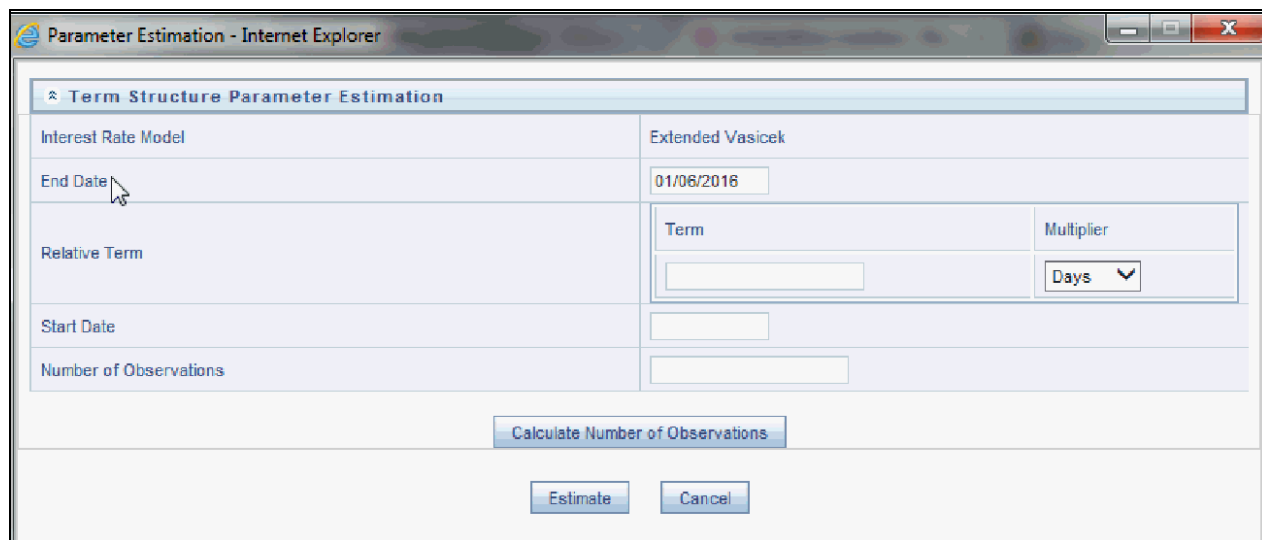 Parameter Estimation - Internet Explorer
Term Structure Parameter Estimation
Interest Rate Model Extended Vasicek
End Date 01/06/2016
Relative Term
Term Multiplier
Days
Start Date
Number of Observations
Calculate Number of Observations
Estimate Cancel